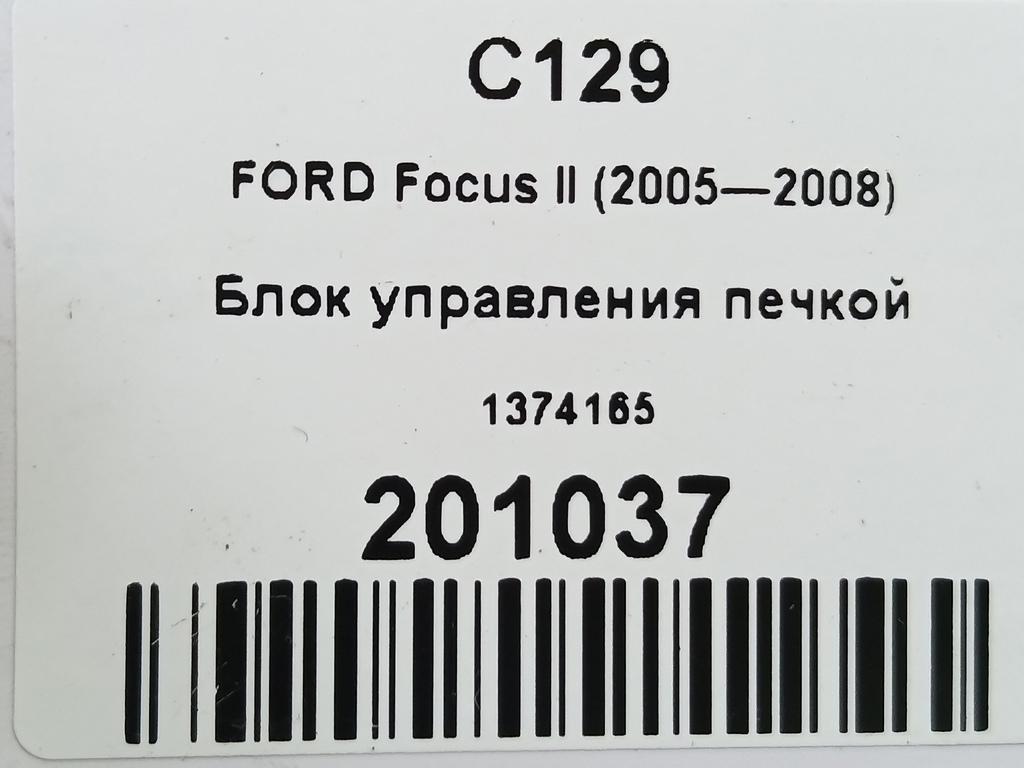 C129
FORD Focus II (2005—2008)
Блок управления печкой
1374165
201037